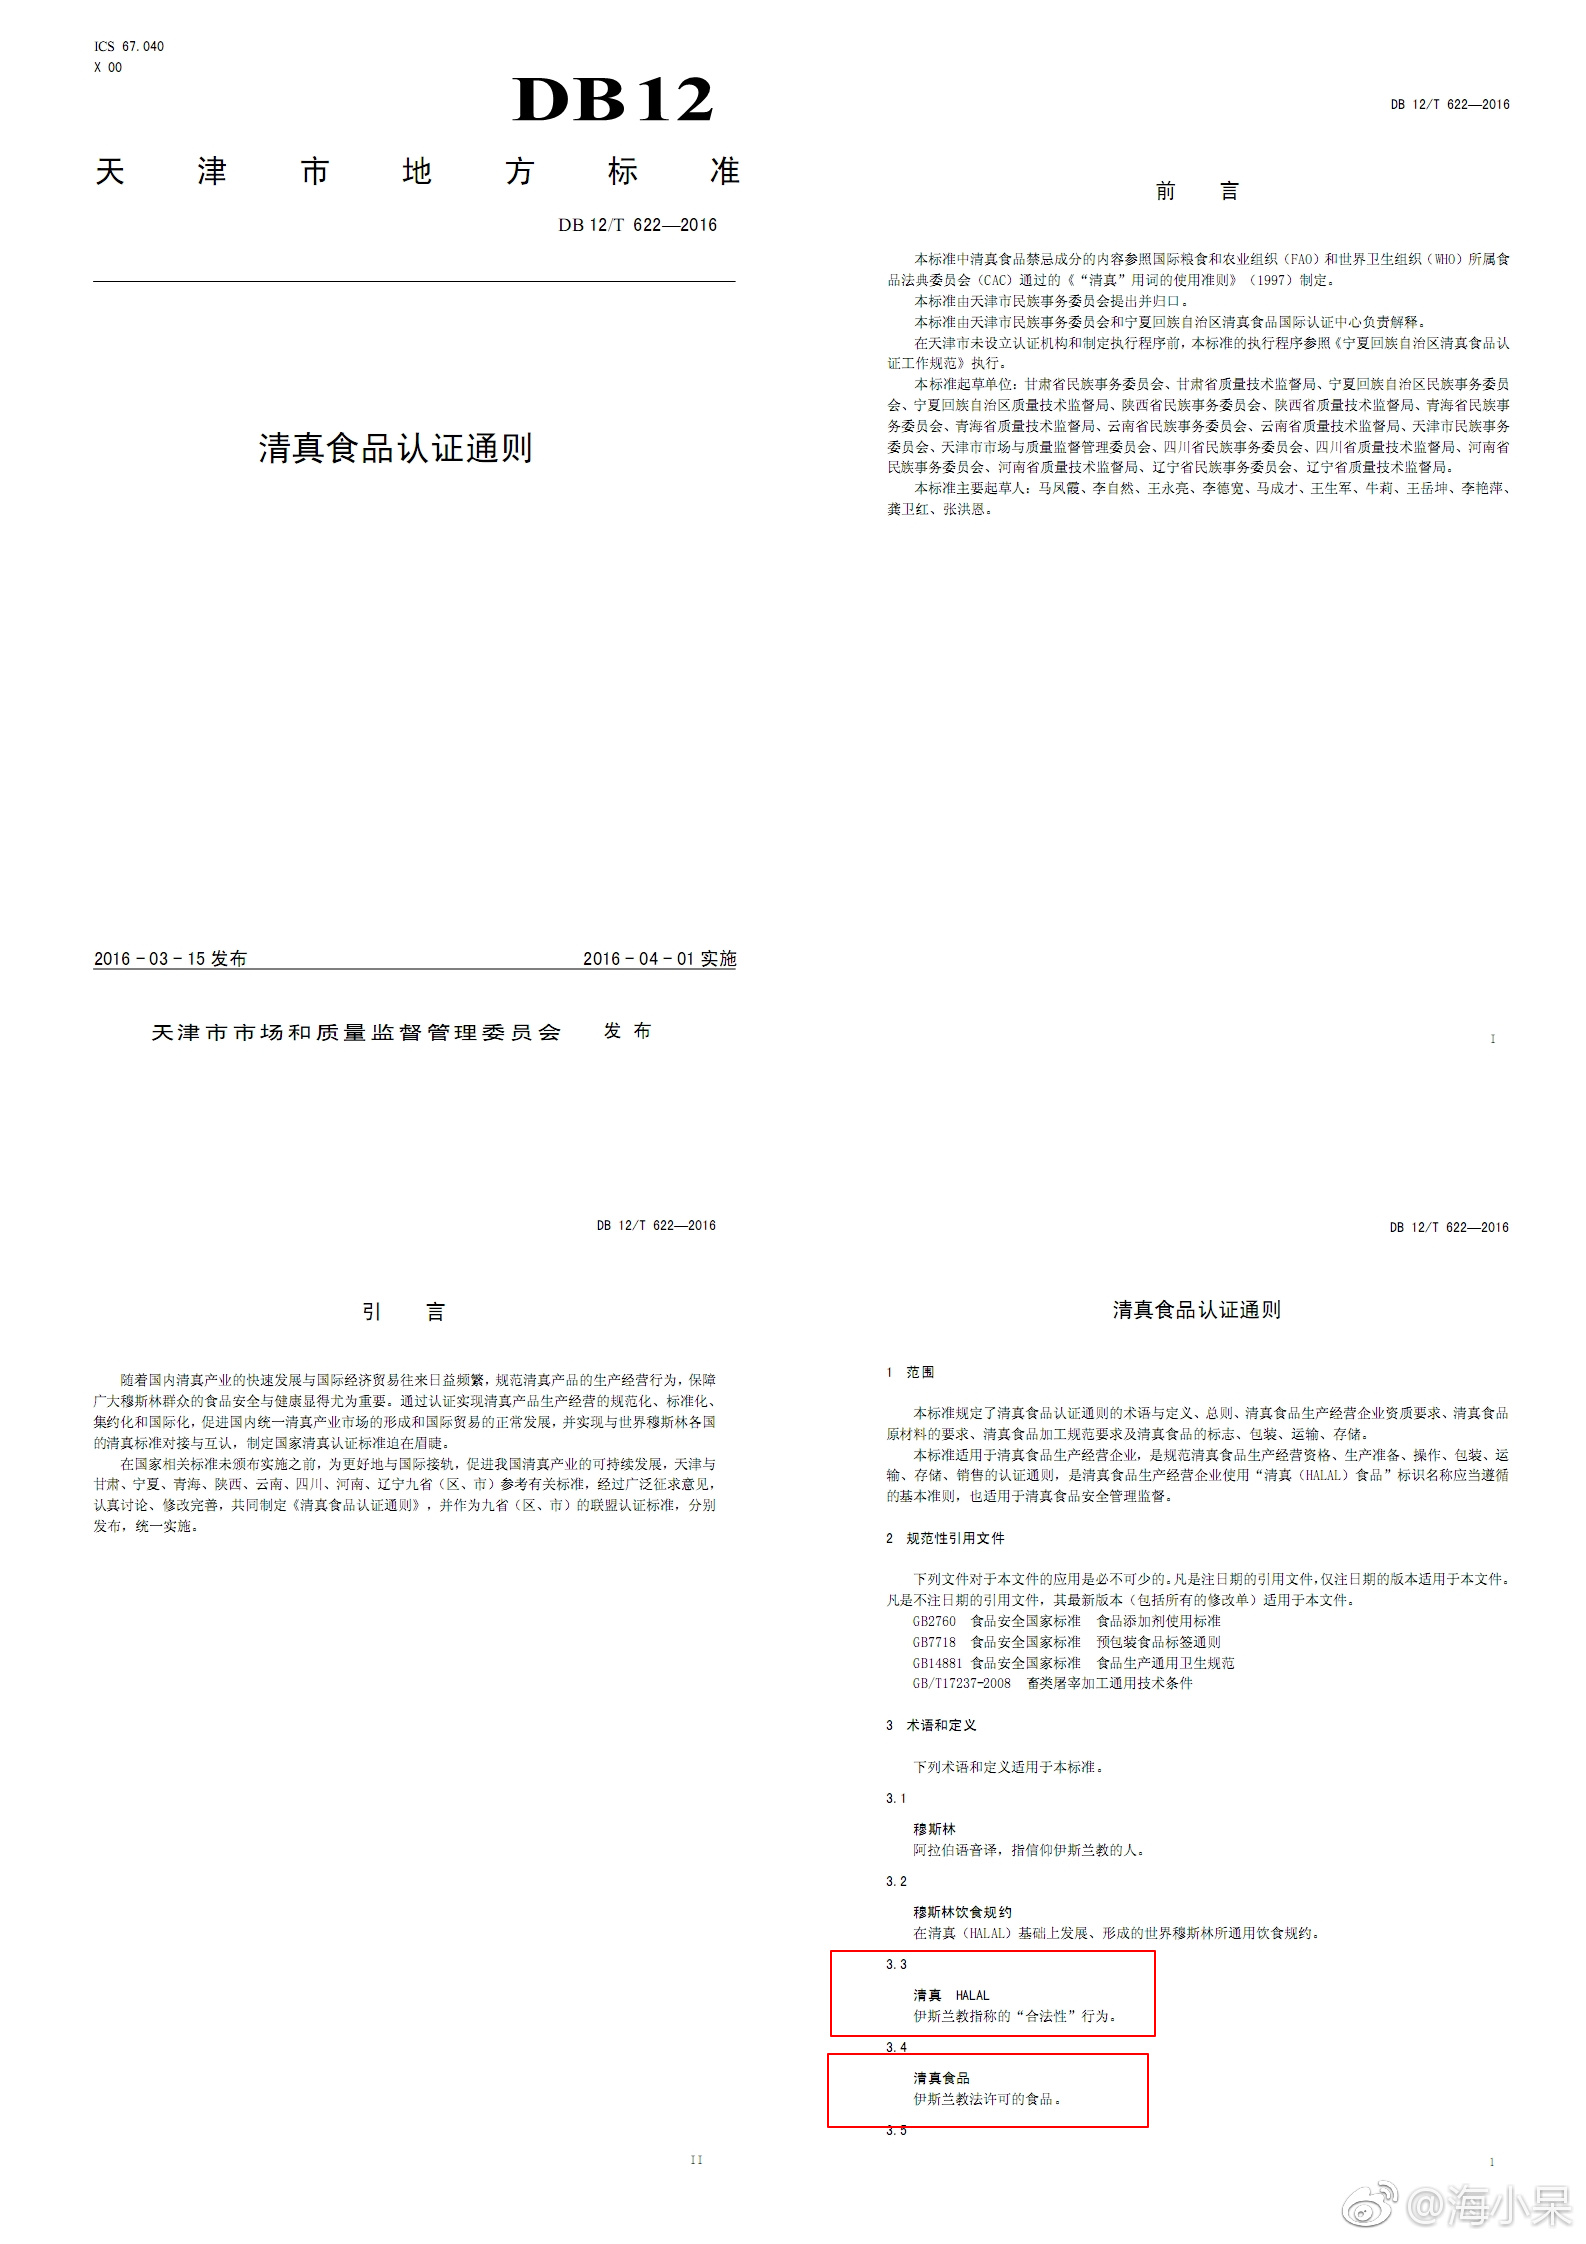 ICS 67.040
X 00
DB12
天津市地方标准
DB 12/T 622—2016
清真食品认证通则
2016-03-15 发布
2016-04-01 实施
天津市市场和质量监督管理委员会 发布
DB 12/T 622—2016
前 言
本标准中清真食品禁忌成分的内容参照国际粮食和农业组织（FAO）和世界卫生组织（WHO）所属食
品法典委员会（CAC）通过的《“清真”用词的使用准则》（1997）制定。
本标准由天津市民族事务委员会提出并归口。
本标准由天津市民族事务委员会和宁夏回族自治区清真食品国际认证中心负责解释。
在天津市未设立认证机构和制定执行程序前，本标准的执行程序参照《宁夏回族自治区清真食品认
证工作规范》执行。
本标准起草单位：甘肃省民族事务委员会、甘肃省质量技术监督局、宁夏回族自治区民族事务委员
会、宁夏回族自治区质量技术监督局、陕西省民族事务委员会、陕西省质量技术监督局、青海省民族事
务委员会、青海省质量技术监督局、云南省民族事务委员会、云南省质量技术监督局、天津市民族事务
委员会、天津市市场与质量监督管理委员会、四川省民族事务委员会、四川省质量技术监督局、河南省
民族事务委员会、河南省质量技术监督局、辽宁省民族事务委员会、辽宁省质量技术监督局。
本标准主要起草人：马凤霞、李自然、王永亮、李德宽、马成才、王生军、牛莉、王岳坤、李艳萍、
龚卫红、张洪恩。
I
DB 12/T 622—2016
引 言
随着国内清真产业的快速发展与国际经济贸易往来日益频繁，规范清真产品的生产经营行为，保障
广大穆斯林群众的食品安全与健康显得尤为重要。通过认证实现清真产品生产经营的规范化、标准化、
集约化和国际化，促进国内统一清真产业市场的形成和国际贸易的正常发展，并实现与世界穆斯林各国
的清真标准对接与互认，制定国家清真认证标准迫在眉睫。
在国家相关标准未颁布实施之前，为更好地与国际接轨，促进我国清真产业的可持续发展，天津与
甘肃、宁夏、青海、陕西、云南、四川、河南、辽宁九省（区、市）参考有关标准，经过广泛征求意见，
认真讨论、修改完善，共同制定《清真食品认证通则》，并作为九省（区、市）的联盟认证标准，分别
发布，统一实施。
II
DB 12/T 622—2016
清真食品认证通则
1 范围
本标准规定了清真食品认证通则的术语与定义、总则、清真食品生产经营企业资质要求、清真食品
原材料的要求、清真食品加工规范要求及清真食品的标志、包装、运输、存储。
本标准适用于清真食品生产经营企业，是规范清真食品生产经营资格、生产准备、操作、包装、运
输、存储、销售的认证通则，是清真食品生产经营企业使用“清真（HALAL）食品”标识名称应当遵循
的基本准则，也适用于清真食品安全管理监督。
2 规范性引用文件
下列文件对于本文件的应用是必不可少的。凡是注日期的引用文件，仅注日期的版本适用于本文件。
凡是不注日期的引用文件，其最新版本（包括所有的修改单）适用于本文件。
GB2760 食品安全国家标准 食品添加剂使用标准
GB7718 食品安全国家标准 预包装食品标签通则
GB14881 食品安全国家标准 食品生产通用卫生规范
GB/T17237-2008 畜类屠宰加工通用技术条件
3 术语和定义
下列术语和定义适用于本标准。
3.1
穆斯林
阿拉伯语音译，指信仰伊斯兰教的人。
3.2
穆斯林饮食规约
在清真（HALAL）基础上发展、形成的世界穆斯林所通用饮食规约。
3.3
清真 HALAL
伊斯兰教指称的“合法性”行为。
3.4
清真食品
伊斯兰教法许可的食品。
3.5
1
@海小呆